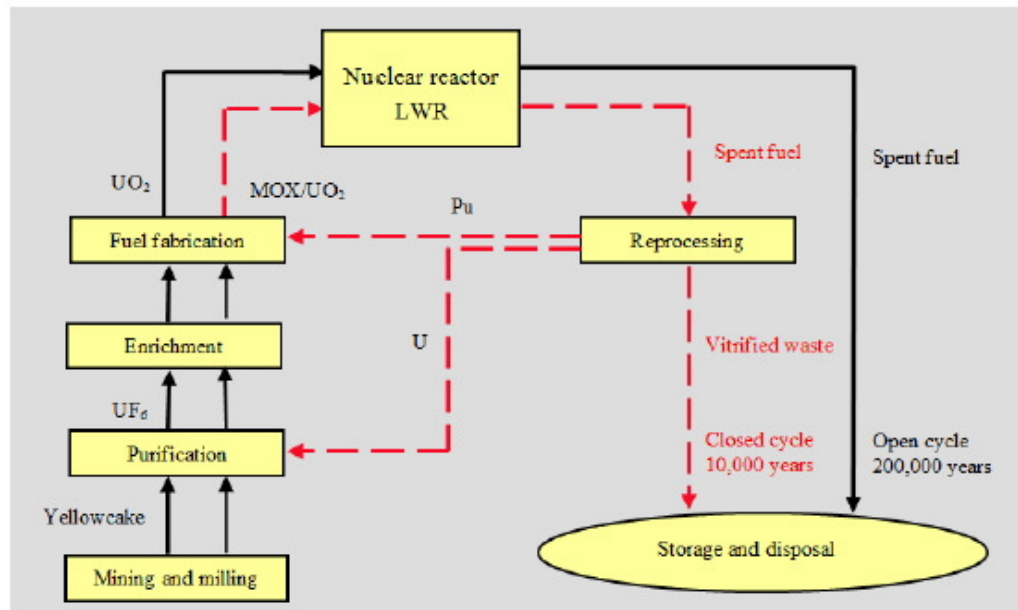 Nuclear reactor
LWR
Spent fuel
Spent fuel
UO₂
MOX/UO₂
Pu
Fuel fabrication
Reprocessing
Enrichment
U
Vitrified waste
UF₆
Purification
Closed cycle
10,000 years
Open cycle
200,000 years
Yellowcake
Storage and disposal
Mining and milling